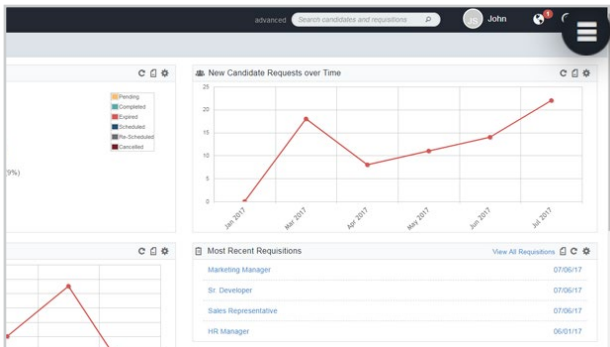 advanced Search candidates and requisitions John
New Candidate Requests over Time
Pending
Completed
Expired
Scheduled
Re-Scheduled
Cancelled
9%)
25
20
15
10
5
0
Jan 2017
Mar 2017
Apr 2017
May 2017
Jun 2017
Jul 2017
Most Recent Requisitions View All Requisitions
Marketing Manager 07/06/17
Sr. Developer 07/06/17
Sales Representative 07/06/17
HR Manager 06/01/17